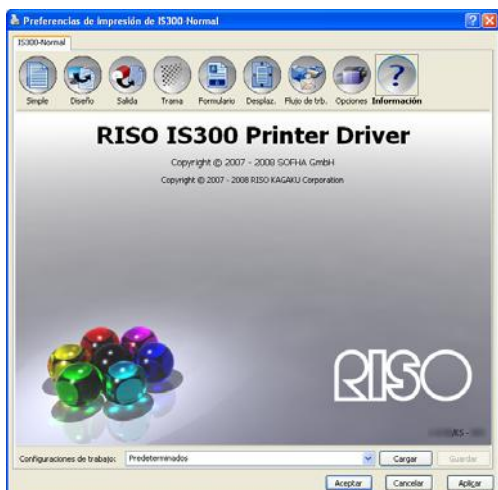 Preferencias de impresión de IS300-Normal
IS300-Normal
Simple Diseño Salida Trama Formulario Desplaz. Flujo de trb. Opciones Información
RISO IS300 Printer Driver
Copyright © 2007 - 2008 SOFHA GmbH
Copyright © 2007 - 2008 RISO KAGAKU Corporation
RISO
Configuraciones de trabajo: Predeterminados Cargar Guardar
Aceptar Cancelar Aplicar